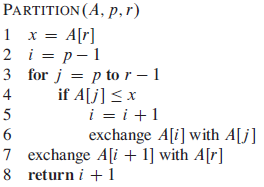 PARTITION(A, p, r)
1 x = A[r]
2 i = p − 1
3 for j = p to r − 1
4 if A[j] ≤ x
5 i = i + 1
6 exchange A[i] with A[j]
7 exchange A[i + 1] with A[r]
8 return i + 1